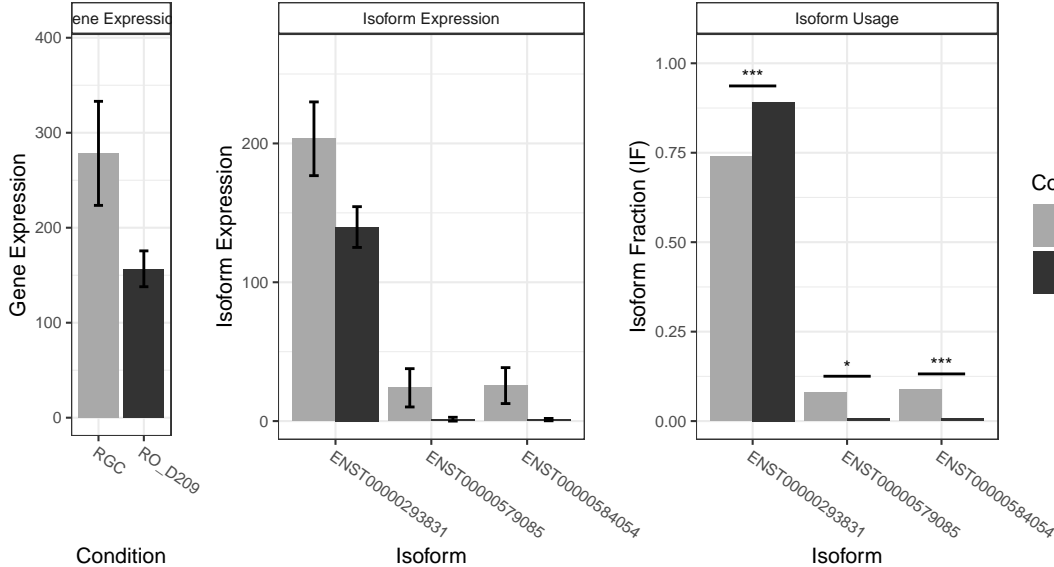 ene Expressio
Gene Expression
400
300
200
100
0
RGC
RO_D209
Condition
Isoform Expression
Isoform Expression
200
100
0
ENST00000293831
ENST00000579085
ENST00000584054
Isoform
Isoform Usage
Isoform Fraction (IF)
1.00
0.75
0.50
0.25
0.00
***
*
***
ENST00000293831
ENST00000579085
ENST00000584054
Isoform
Co